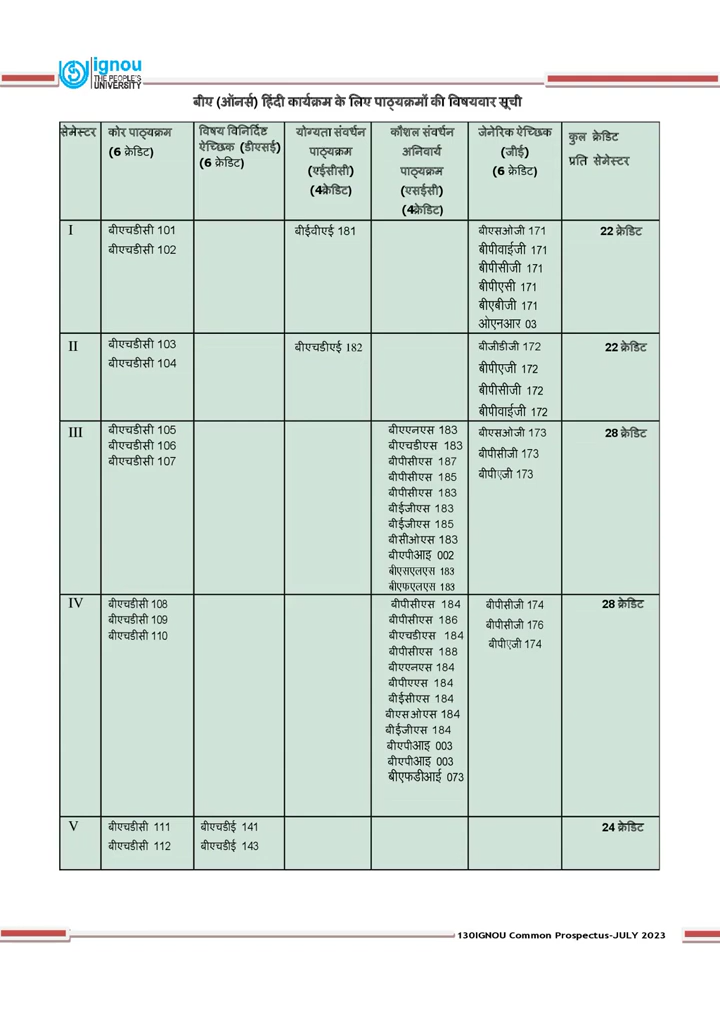 ignou
THE PEOPLE'S
UNIVERSITY
बीए (ऑनर्स) हिंदी कार्यक्रम के लिए पाठ्यक्रमों की विषयवार सूची
सेमेस्टर
कोर पाठ्यक्रम
(6 क्रेडिट)
विषय विनिर्दिष्ट
ऐच्छिक (डीएसई)
(6 क्रेडिट)
योग्यता संवर्धन
पाठ्यक्रम
(एईसीसी)
(4क्रेडिट)
कौशल संवर्धन
अनिवार्य
पाठ्यक्रम
(एसईसी)
(4क्रेडिट)
जेनेरिक ऐच्छिक
(जीई)
(6 क्रेडिट)
कुल क्रेडिट
प्रति सेमेस्टर
I
बीएचडीसी 101
बीएचडीसी 102
बीईवीएई 181
बीएसओजी 171
बीपीवाईजी 171
बीपीसीजी 171
बीपीएसी 171
बीएबीजी 171
ओएनआर 03
22 क्रेडिट
II
बीएचडीसी 103
बीएचडीसी 104
बीएचडीएई 182
बीजीडीजी 172
बीपीएजी 172
बीपीसीजी 172
बीपीवाईजी 172
22 क्रेडिट
III
बीएचडीसी 105
बीएचडीसी 106
बीएचडीसी 107
बीएएनएस 183
बीएचडीएस 183
बीपीसीएस 187
बीपीसीएस 185
बीपीसीएस 183
बीईजीएस 183
बीईजीएस 185
बीसीओएस 183
बीएपीआइ 002
बीएसएलएस 183
बीएफएलएस 183
बीएसओजी 173
बीपीसीजी 173
बीपीएजी 173
28 क्रेडिट
IV
बीएचडीसी 108
बीएचडीसी 109
बीएचडीसी 110
बीपीसीएस 184
बीपीसीएस 186
बीएचडीएस 184
बीपीसीएस 188
बीएएनएस 184
बीपीएएस 184
बीईसीएस 184
बीएसओएस 184
बीईजीएस 184
बीएपीआइ 003
बीएपीआइ 003
बीएफडीआई 073
बीपीसीजी 174
बीपीसीजी 176
बीपीएजी 174
28 क्रेडिट
V
बीएचडीसी 111
बीएचडीसी 112
बीएचडीई 141
बीएचडीई 143
24 क्रेडिट
130IGNOU Common Prospectus-JULY 2023